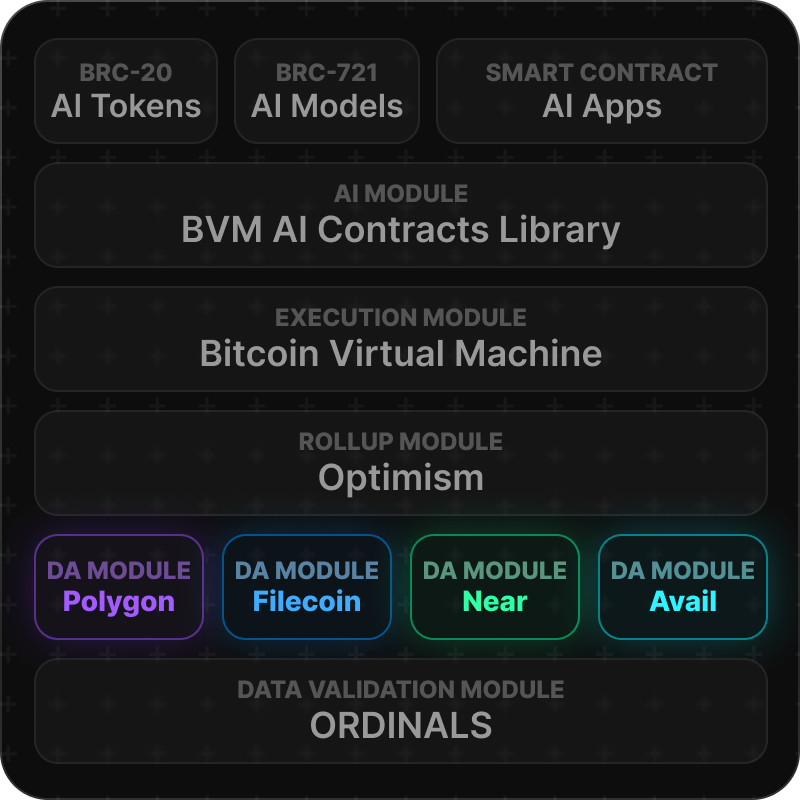 BRC-20
AI Tokens
BRC-721
AI Models
SMART CONTRACT
AI Apps
AI MODULE
BVM AI Contracts Library
EXECUTION MODULE
Bitcoin Virtual Machine
ROLLUP MODULE
Optimism
DA MODULE
Polygon
DA MODULE
Filecoin
DA MODULE
Near
DA MODULE
Avail
DATA VALIDATION MODULE
ORDINALS